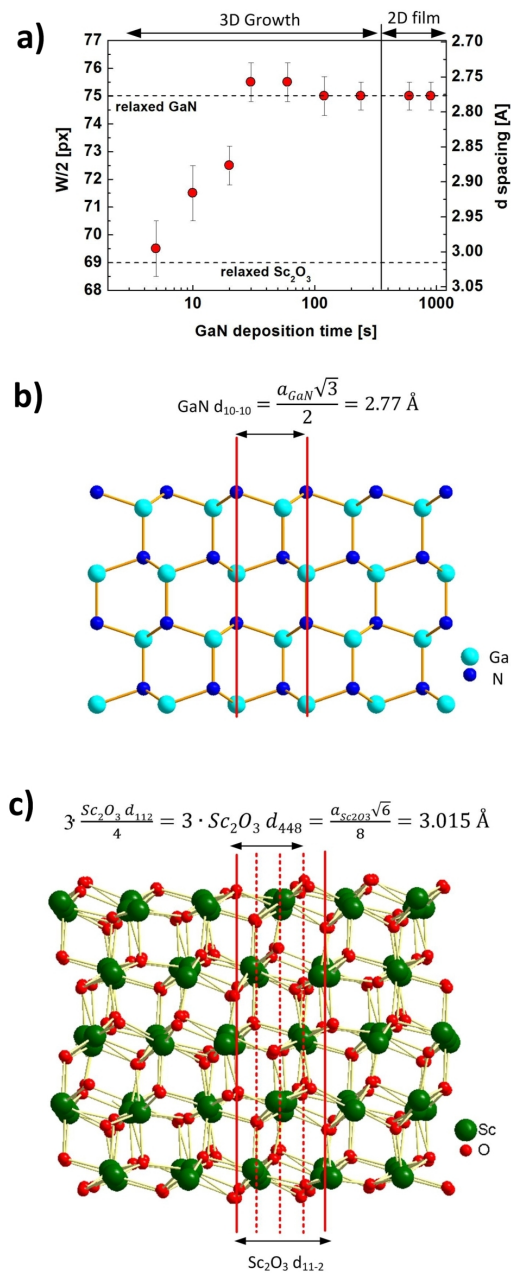 a)
3D Growth 2D film
77
76
75
74
73
72
71
70
69
68
W/2 [px]
relaxed GaN
relaxed Sc₂O₃
2.70
2.75
2.80
2.85
2.90
2.95
3.00
3.05
d spacing [A]
10 100 1000
GaN deposition time [s]
b)
GaN d₁₀₋₁₀ = a_GaN√3/2 = 2.77 Å
Ga
N
c)
3· Sc₂O₃ d₁₁₂/4 = 3 · Sc₂O₃ d₄₄₈ = a_Sc2O3√6/8 = 3.015 Å
Sc
O
Sc₂O₃ d₁₁₋₂